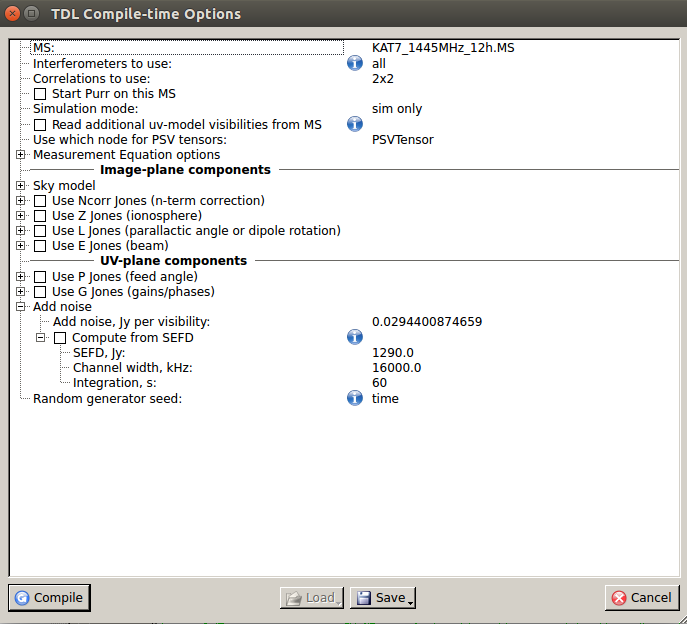 TDL Compile-time Options
MS: KAT7_1445MHz_12h.MS
Interferometers to use: all
Correlations to use: 2x2
Start Purr on this MS
Simulation mode: sim only
Read additional uv-model visibilities from MS
Use which node for PSV tensors: PSVTensor
Measurement Equation options
Image-plane components
Sky model
Use Ncorr Jones (n-term correction)
Use Z Jones (ionosphere)
Use L Jones (parallactic angle or dipole rotation)
Use E Jones (beam)
UV-plane components
Use P Jones (feed angle)
Use G Jones (gains/phases)
Add noise
Add noise, Jy per visibility: 0.0294400874659
Compute from SEFD
SEFD, Jy: 1290.0
Channel width, kHz: 16000.0
Integration, s: 60
Random generator seed: time
Compile Load Save Cancel